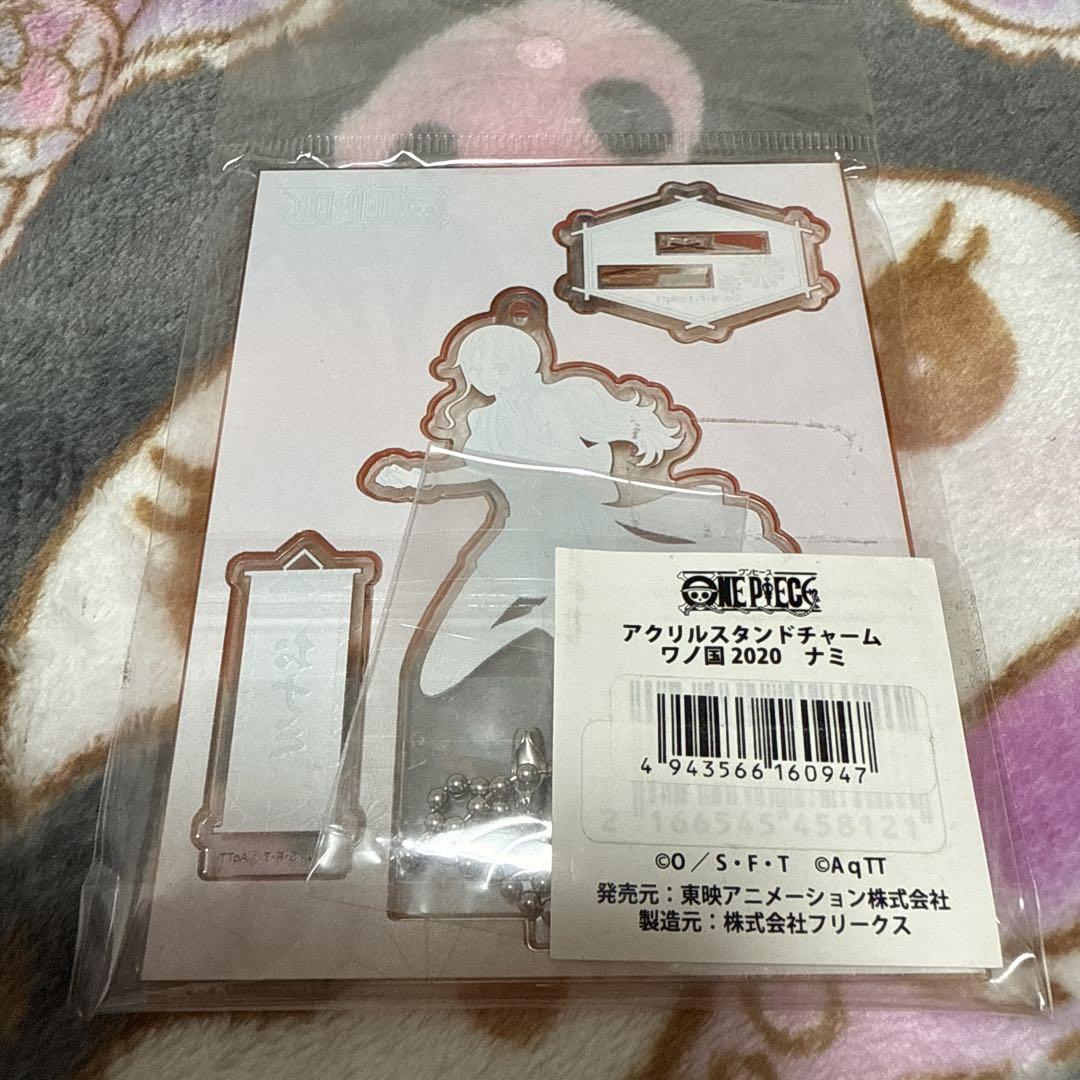 ワンピース
ONE PIECE
アクリルスタンドチャーム
ワノ国 2020　ナミ
4 943566 160947
2 166545 458121
©O／S・F・T　©AqTT
発売元：東映アニメーション株式会社
製造元：株式会社フリークス